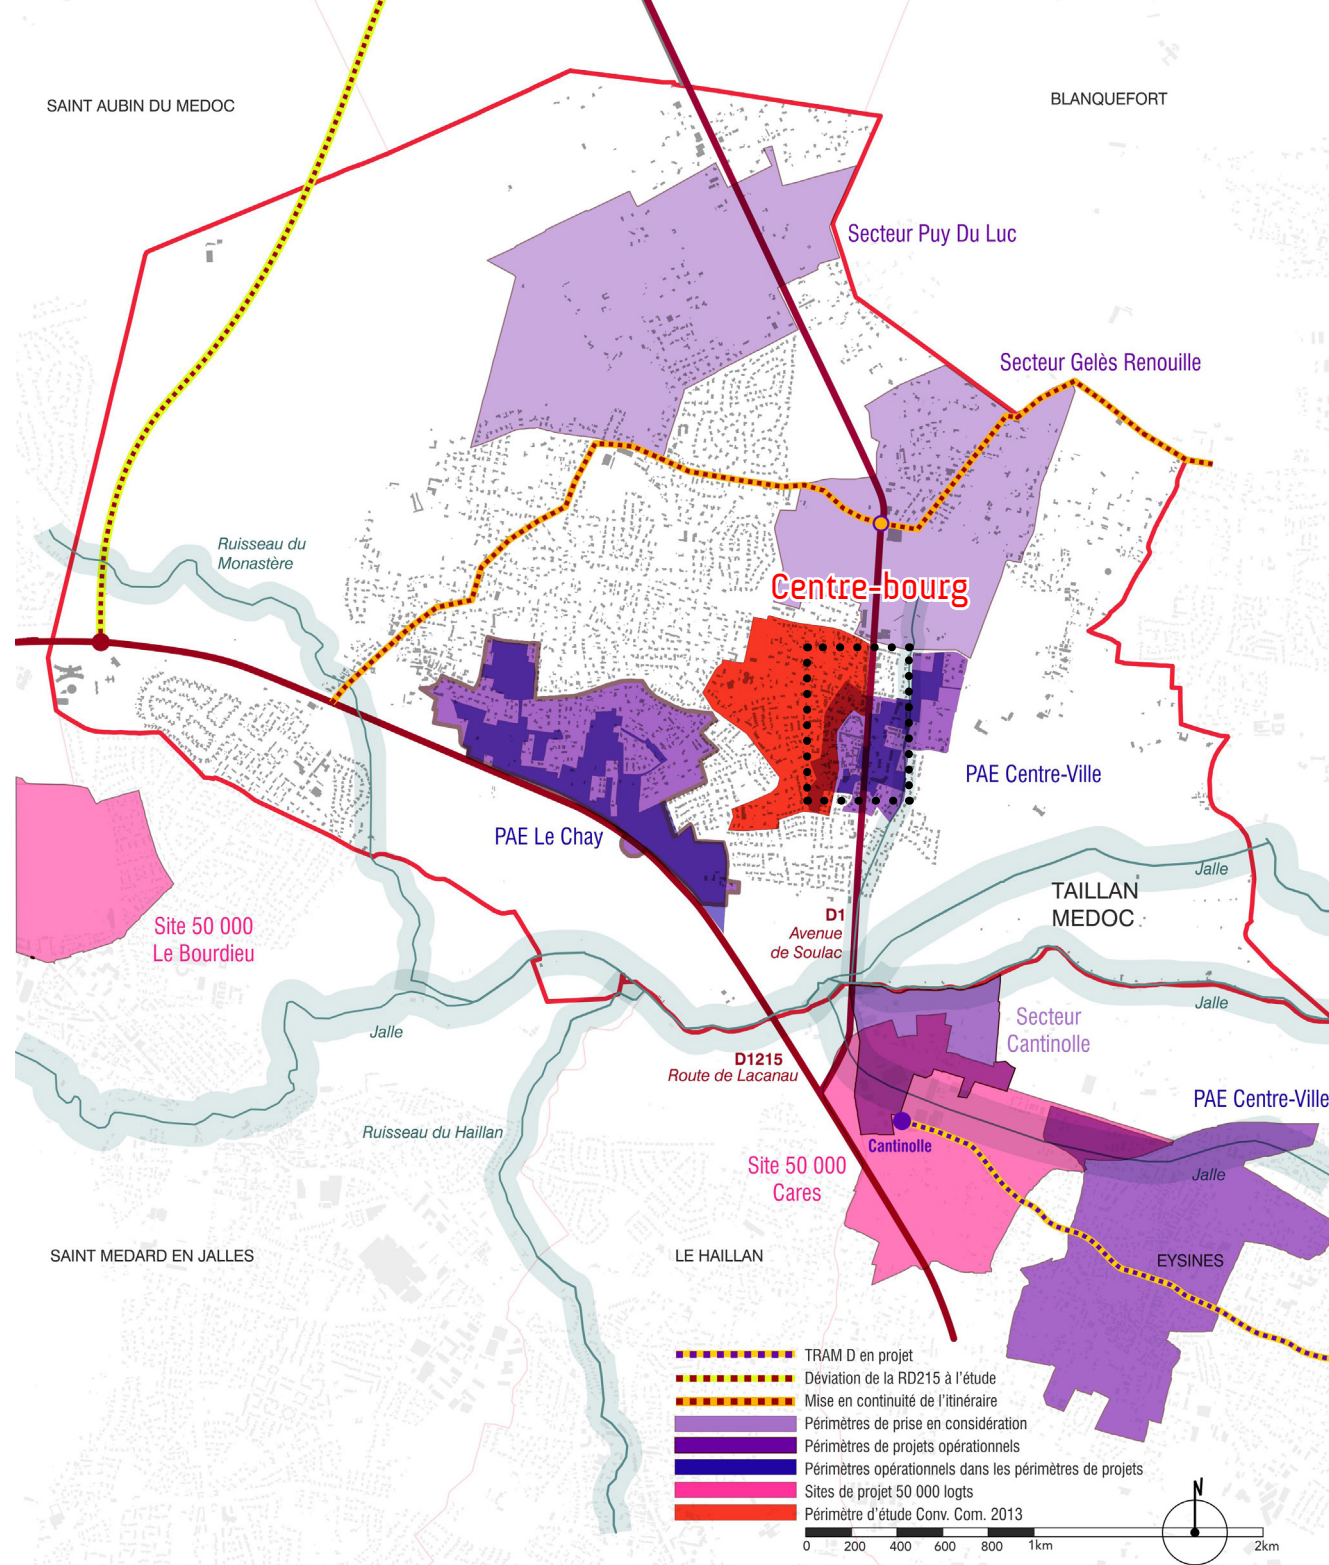 SAINT AUBIN DU MEDOC
BLANQUEFORT
Secteur Puy Du Luc
Secteur Gelès Renouille
Ruisseau du
Monastère
Centre-bourg
PAE Centre-Ville
PAE Le Chay
Jalle
TAILLAN
MEDOC
D1
Avenue
de Soulac
Site 50 000
Le Bourdieu
Jalle
Secteur
Cantinolle
Jalle
D1215
Route de Lacanau
PAE Centre-Ville
Ruisseau du Haillan
Cantinolle
Site 50 000
Cares
Jalle
SAINT MEDARD EN JALLES
LE HAILLAN
EYSINES
TRAM D en projet
Déviation de la RD215 à l'étude
Mise en continuité de l'itinéraire
Périmètres de prise en considération
Périmètres de projets opérationnels
Périmètres opérationnels dans les périmètres de projets
Sites de projet 50 000 logts
Périmètre d'étude Conv. Com. 2013
N
0 200 400 600 800 1km 2km